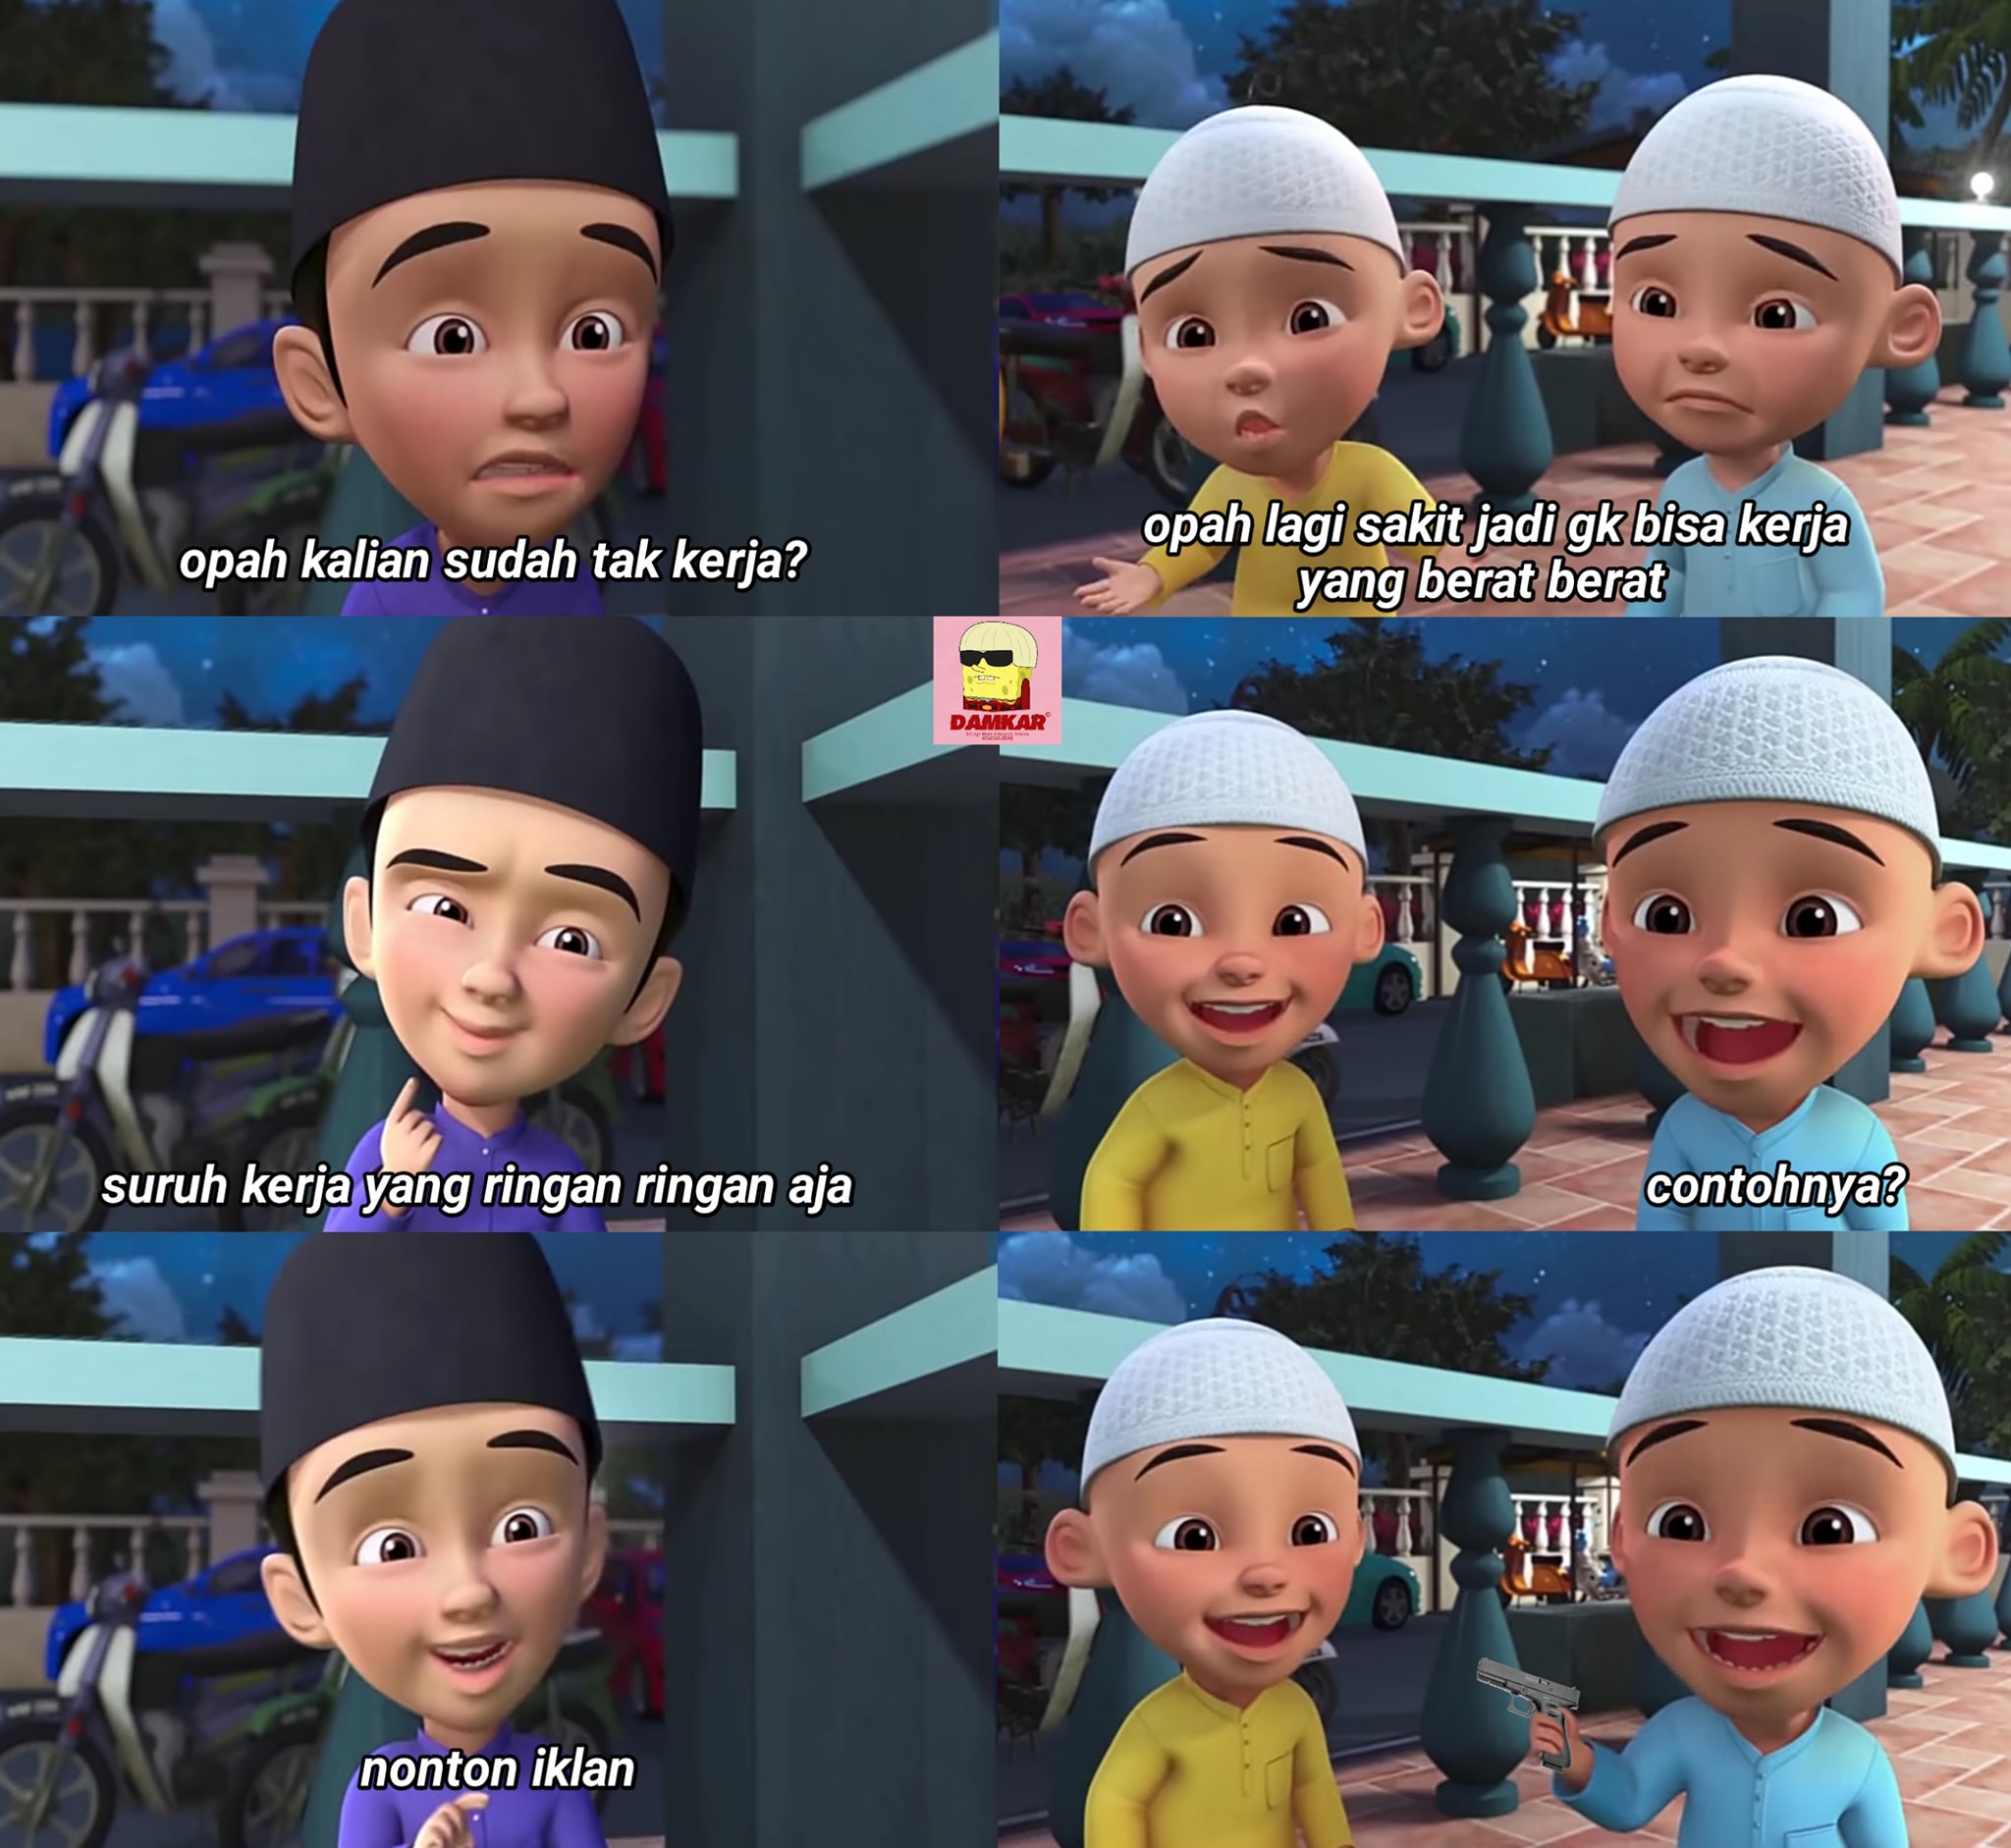 opah kalian sudah tak kerja?
opah lagi sakit jadi gk bisa kerja
yang berat berat
DAMKAR
suruh kerja yang ringan ringan aja
contohnya?
nonton iklan